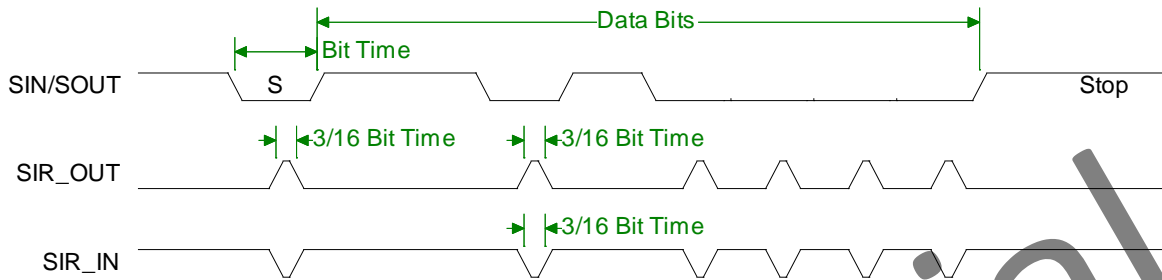 Data Bits
Bit Time
SIN/SOUT S Stop
3/16 Bit Time 3/16 Bit Time
SIR_OUT
3/16 Bit Time
SIR_IN